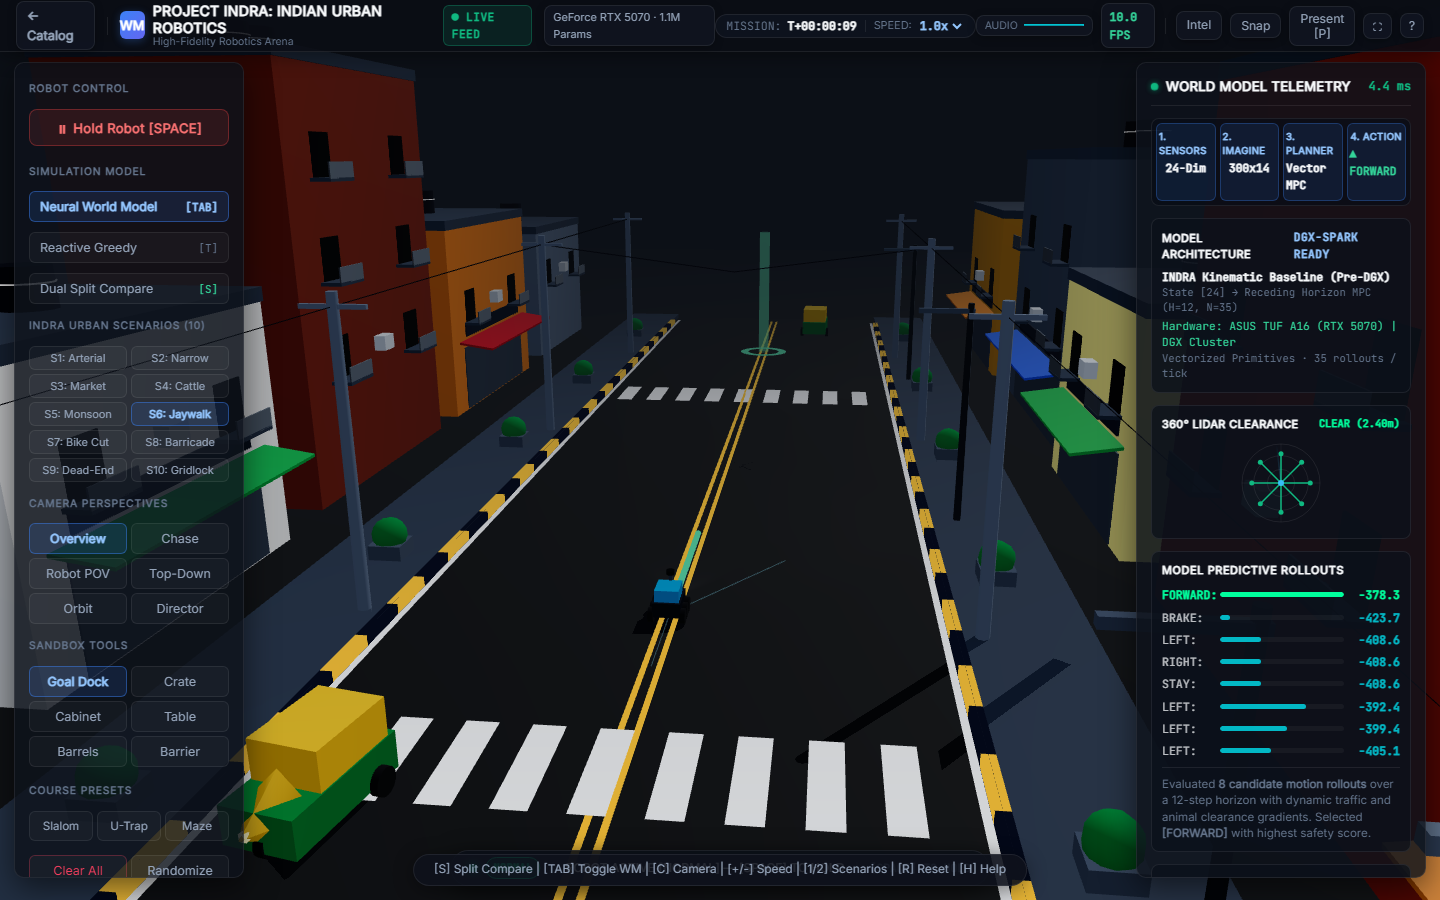 ← Catalog
WM
PROJECT INDRA: INDIAN URBAN ROBOTICS
High-Fidelity Robotics Arena
LIVE FEED
GeForce RTX 5070 · 1.1M Params
MISSION: T+00:00:09
SPEED: 1.0x
AUDIO
10.0 FPS
Intel
Snap
Present [P]
?
ROBOT CONTROL
⏸ Hold Robot [SPACE]
SIMULATION MODEL
Neural World Model [TAB]
Reactive Greedy [T]
Dual Split Compare [S]
INDRA URBAN SCENARIOS (10)
S1: Arterial
S2: Narrow
S3: Market
S4: Cattle
S5: Monsoon
S6: Jaywalk
S7: Bike Cut
S8: Barricade
S9: Dead-End
S10: Gridlock
CAMERA PERSPECTIVES
Overview
Chase
Robot POV
Top-Down
Orbit
Director
SANDBOX TOOLS
Goal Dock
Crate
Cabinet
Table
Barrels
Barrier
COURSE PRESETS
Slalom
U-Trap
Maze
Clear All
Randomize
WORLD MODEL TELEMETRY 4.4 ms
1. SENSORS
24-Dim
2. IMAGINE
300x14
3. PLANNER
Vector MPC
4. ACTION
▲ FORWARD
MODEL ARCHITECTURE
DGX-SPARK READY
INDRA Kinematic Baseline (Pre-DGX)
State [24] → Receding Horizon MPC
(H=12, N=35)
Hardware: ASUS TUF A16 (RTX 5070) |
DGX Cluster
Vectorized Primitives · 35 rollouts /
tick
360° LIDAR CLEARANCE CLEAR (2.40m)
MODEL PREDICTIVE ROLLOUTS
FORWARD: -378.3
BRAKE: -423.7
LEFT: -408.6
RIGHT: -408.6
STAY: -408.6
LEFT: -392.4
LEFT: -399.4
LEFT: -405.1
Evaluated 8 candidate motion rollouts over
a 12-step horizon with dynamic traffic and
animal clearance gradients. Selected
[FORWARD] with highest safety score.
[S] Split Compare | [TAB] Toggle WM | [C] Camera | [+/-] Speed | [1/2] Scenarios | [R] Reset | [H] Help